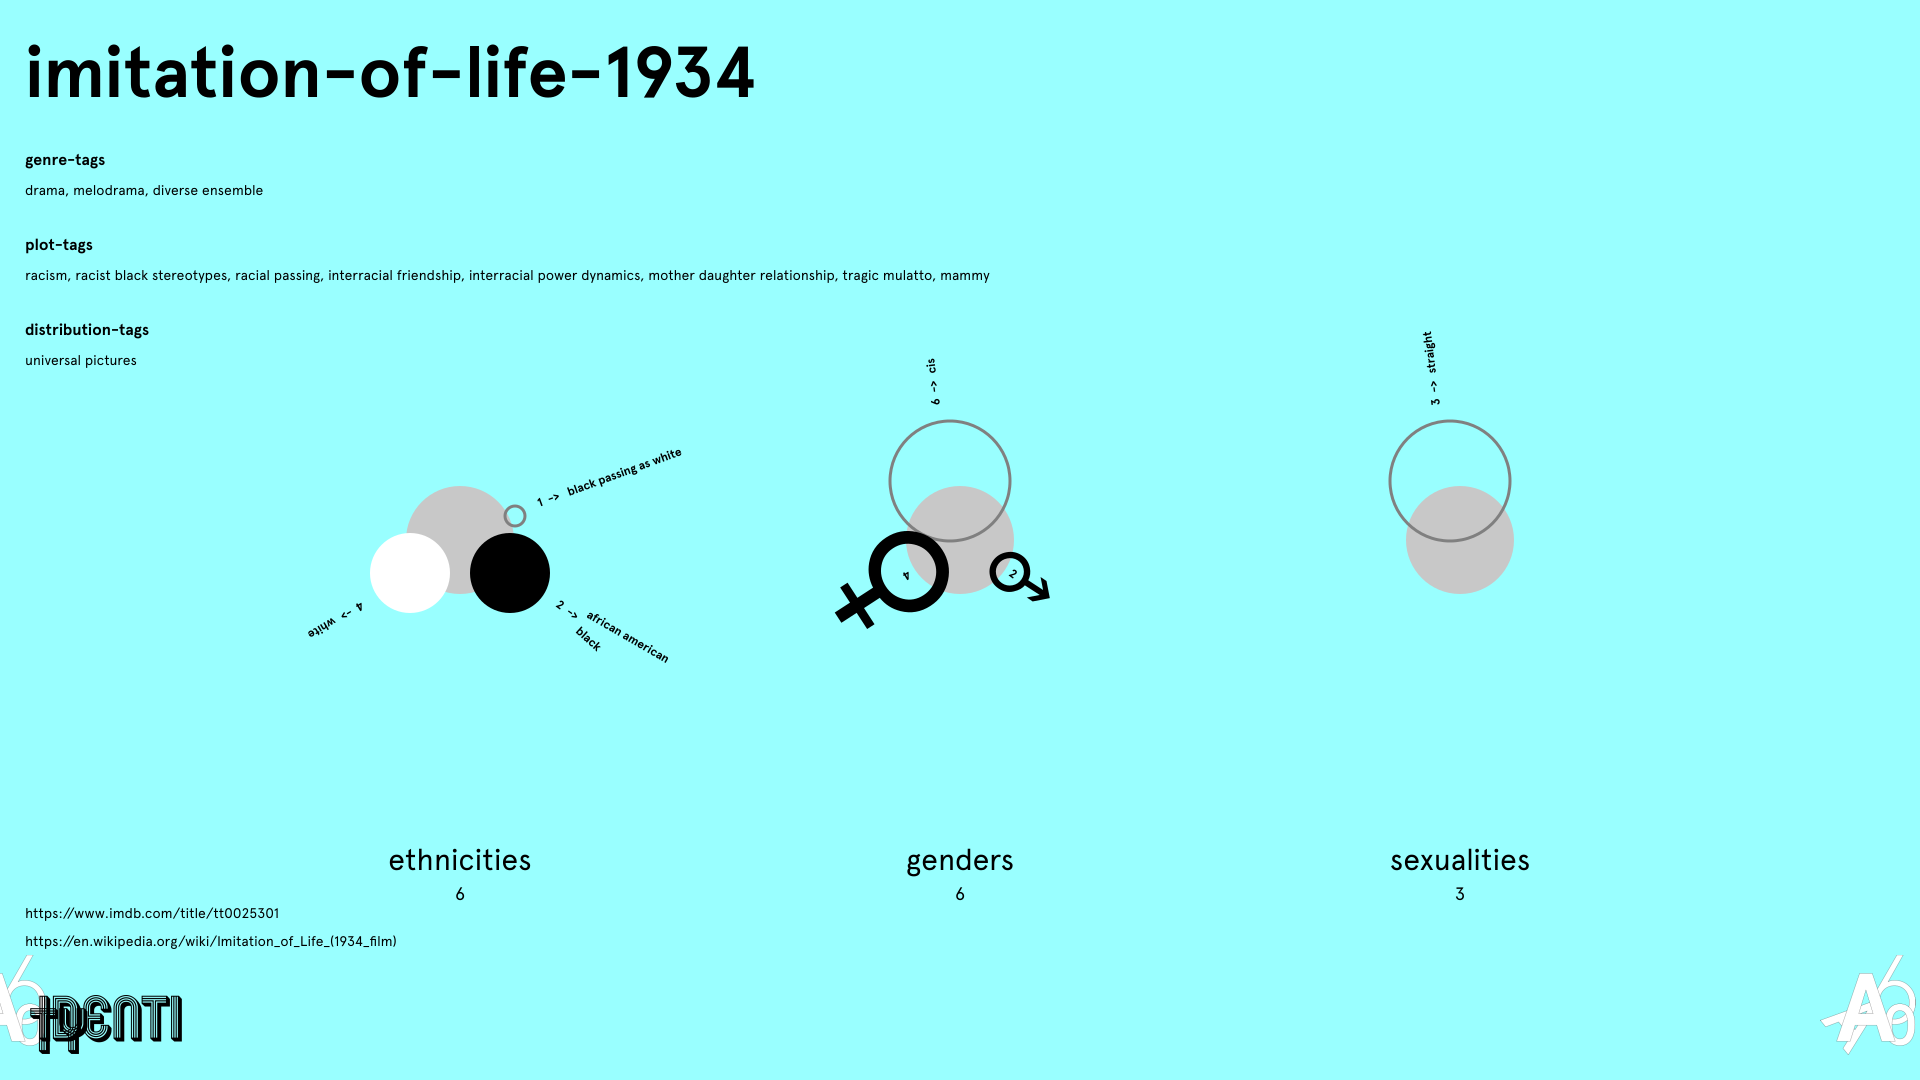 imitation-of-life-1934
genre-tags
drama, melodrama, diverse ensemble
plot-tags
racism, racist black stereotypes, racial passing, interracial friendship, interracial power dynamics, mother daughter relationship, tragic mulatto, mammy
distribution-tags
universal pictures
1 -> black passing as white
4 -> white
2 -> african american
black
6 -> cis
4
2
3 -> straight
ethnicities
6
genders
6
sexualities
3
https://www.imdb.com/title/tt0025301
https://en.wikipedia.org/wiki/Imitation_of_Life_(1934_film)
IDENTI